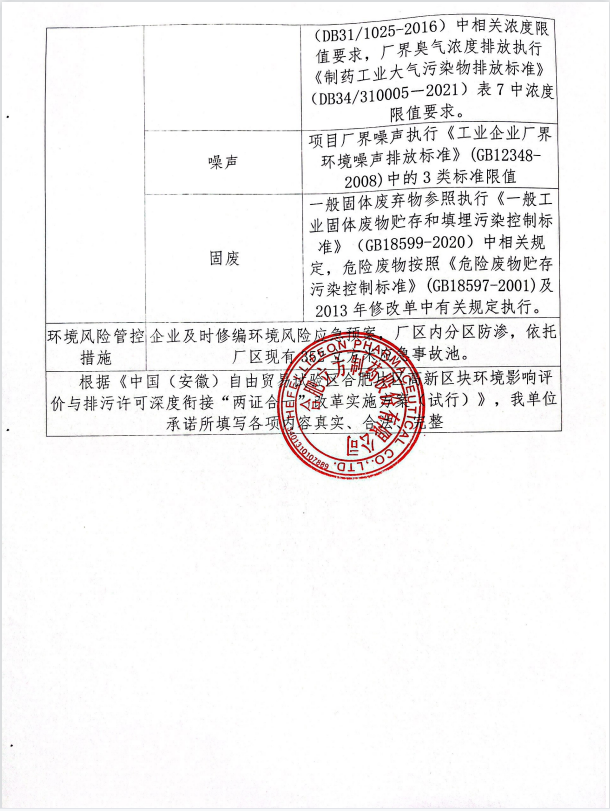 （DB31/1025-2016）中相关浓度限
值要求，厂界臭气浓度排放执行
《制药工业大气污染物排放标准》
（DB34/310005－2021）表 7 中浓度
限值要求。
噪声
项目厂界噪声执行《工业企业厂界
环境噪声排放标准》(GB12348-
2008)中的 3 类标准限值
固废
一般固体废弃物参照执行《一般工
业固体废物贮存和填埋污染控制标
准》（GB18599-2020）中相关规
定，危险废物按照《危险废物贮存
污染控制标准》(GB18597-2001)及
2013 年修改单中有关规定执行。
环境风险管控
措施
企业及时修编环境风险应急预案，厂区内分区防渗，依托
厂区现有 事故池。
根据《中国（安徽）自由贸易试验区合肥 高新区块环境影响评
价与排污许可深度衔接“两证合 ”改革实施方案（试行）》，我单位
承诺所填写各项内容真实、合法、完整
HEFEI LIFEON PHARMACEUTICAL CO.,LTD.
合肥立方制药股份有限公司